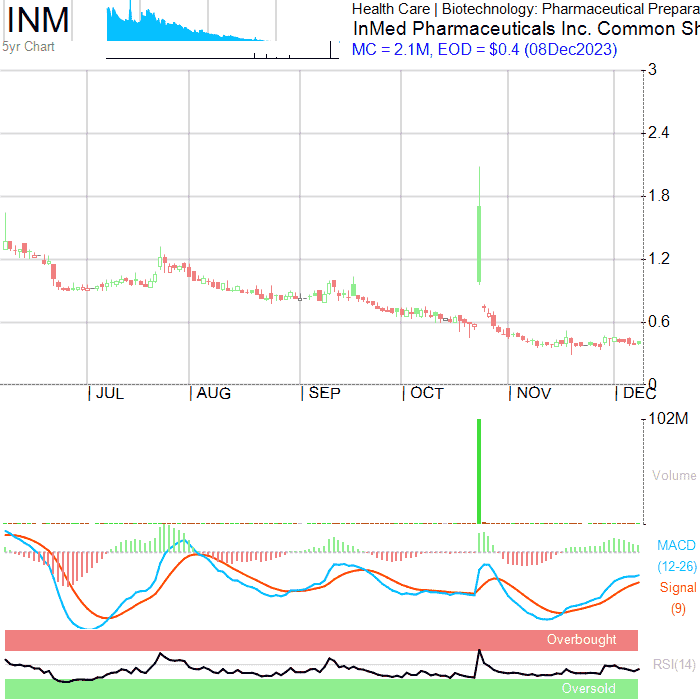 INM
5yr Chart
Health Care | Biotechnology: Pharmaceutical Prepara
InMed Pharmaceuticals Inc. Common Sh
MC = 2.1M, EOD = $0.4 (08Dec2023)
3
2.4
1.8
1.2
0.6
0
JUL AUG SEP OCT NOV DEC
102M
Volume
MACD
(12-26)
Signal
(9)
Overbought
RSI(14)
Oversold